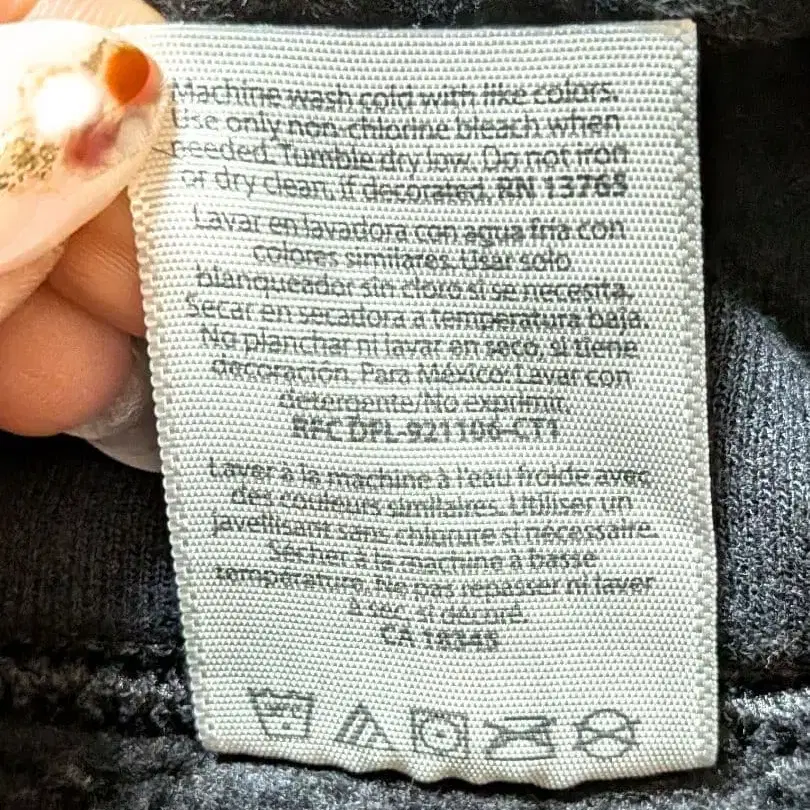 Machine wash cold with like colors.
Use only non-chlorine bleach when
needed. Tumble dry low. Do not iron
or dry clean, if decorated. RN 13765
Lavar en lavadora con agua fría con
colores similares. Usar solo
blanqueador sin cloro si se necesita.
Secar en secadora a temperatura baja.
No planchar ni lavar en seco, si tiene
decoración. Para México: Lavar con
detergente/No exprimir.
RFC DFL-921106-CT1
Laver à la machine à l'eau froide avec
des couleurs similaires. Utiliser un
javellisant sans chlorure si nécessaire.
Sécher à la machine à basse
température. Ne pas repasser ni laver
à sec si décoré.
CA 19345